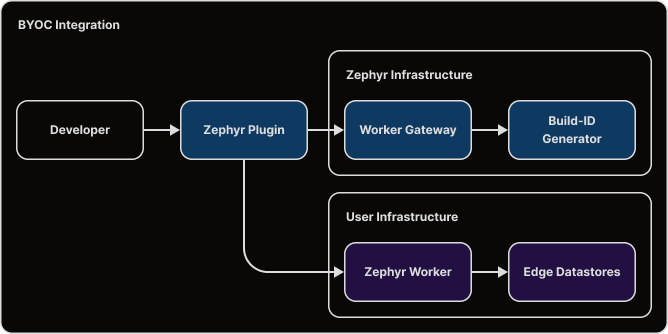 BYOC Integration
Zephyr Infrastructure
Developer
Zephyr Plugin
Worker Gateway
Build-ID
Generator
User Infrastructure
Zephyr Worker
Edge Datastores